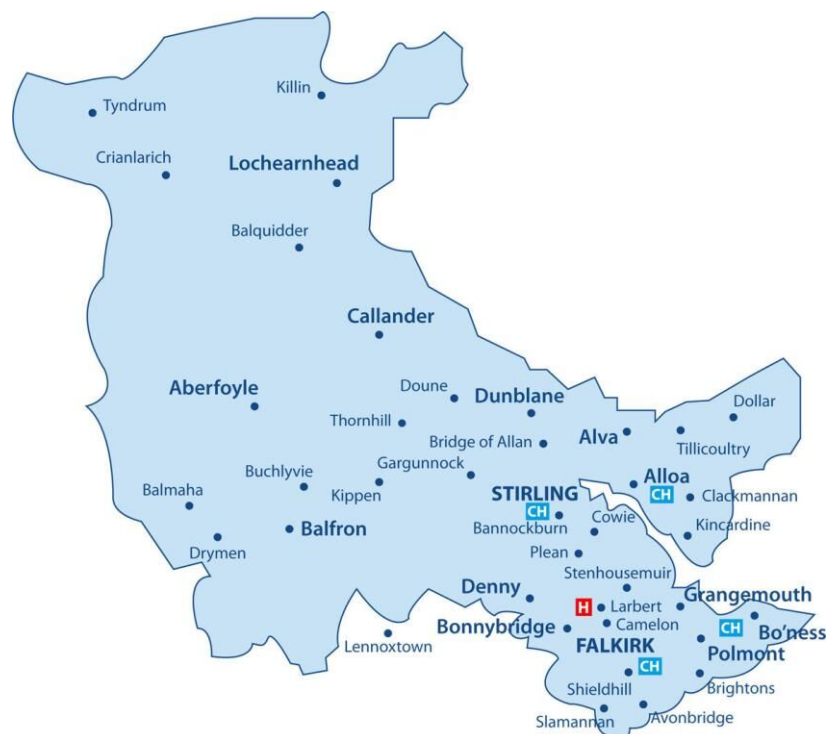 Killin
Tyndrum
Crianlarich
Lochearnhead
Balquidder
Callander
Aberfoyle
Doune
Dunblane
Dollar
Thornhill
Bridge of Allan
Alva
Tillicoultry
Gargunnock
Buchlyvie
Kippen
Alloa
CH
Clackmannan
Balmaha
STIRLING
CH
Bannockburn
Cowie
Kincardine
Balfron
Drymen
Plean
Stenhousemuir
Denny
Grangemouth
H
Larbert
Camelon
CH
Bo'ness
Bonnybridge
Lennoxtown
FALKIRK
CH
Polmont
Shieldhill
Brightons
Slamannan
Avonbridge